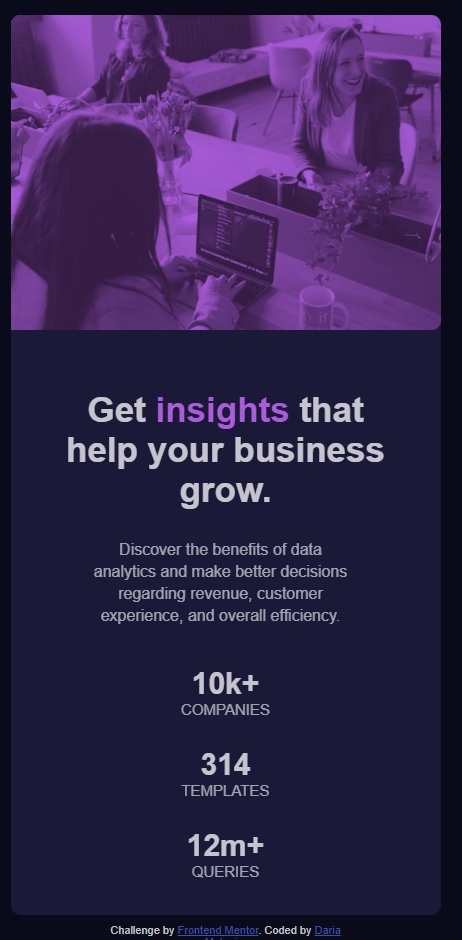 Get insights that
help your business
grow.
Discover the benefits of data
analytics and make better decisions
regarding revenue, customer
experience, and overall efficiency.
10k+
COMPANIES
314
TEMPLATES
12m+
QUERIES
Challenge by Frontend Mentor. Coded by Daria